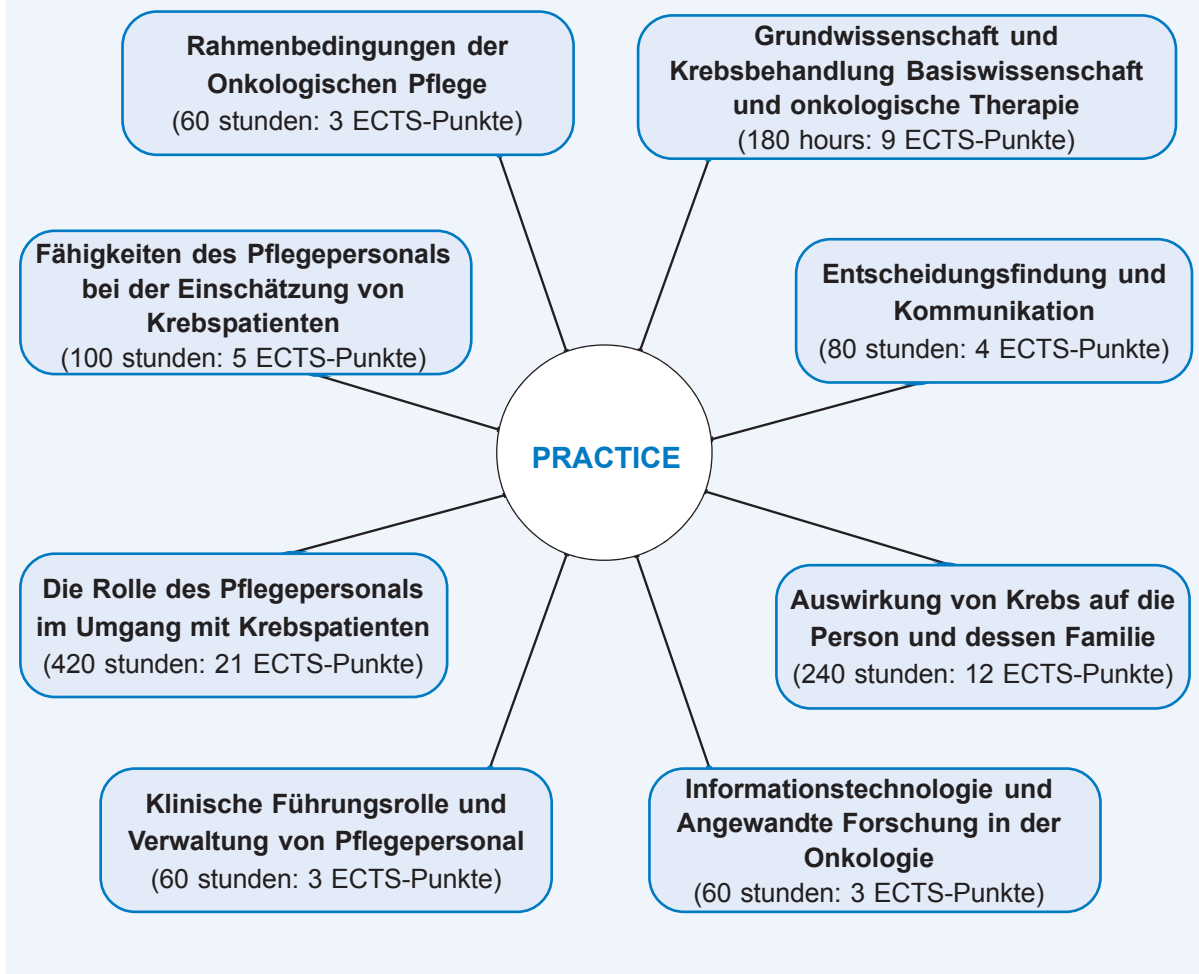 Rahmenbedingungen der
Onkologischen Pflege
(60 stunden: 3 ECTS-Punkte)
Grundwissenschaft und
Krebsbehandlung Basiswissenschaft
und onkologische Therapie
(180 hours: 9 ECTS-Punkte)
Fähigkeiten des Pflegepersonals
bei der Einschätzung von
Krebspatienten
(100 stunden: 5 ECTS-Punkte)
Entscheidungsfindung und
Kommunikation
(80 stunden: 4 ECTS-Punkte)
PRACTICE
Die Rolle des Pflegepersonals
im Umgang mit Krebspatienten
(420 stunden: 21 ECTS-Punkte)
Auswirkung von Krebs auf die
Person und dessen Familie
(240 stunden: 12 ECTS-Punkte)
Klinische Führungsrolle und
Verwaltung von Pflegepersonal
(60 stunden: 3 ECTS-Punkte)
Informationstechnologie und
Angewandte Forschung in der
Onkologie
(60 stunden: 3 ECTS-Punkte)